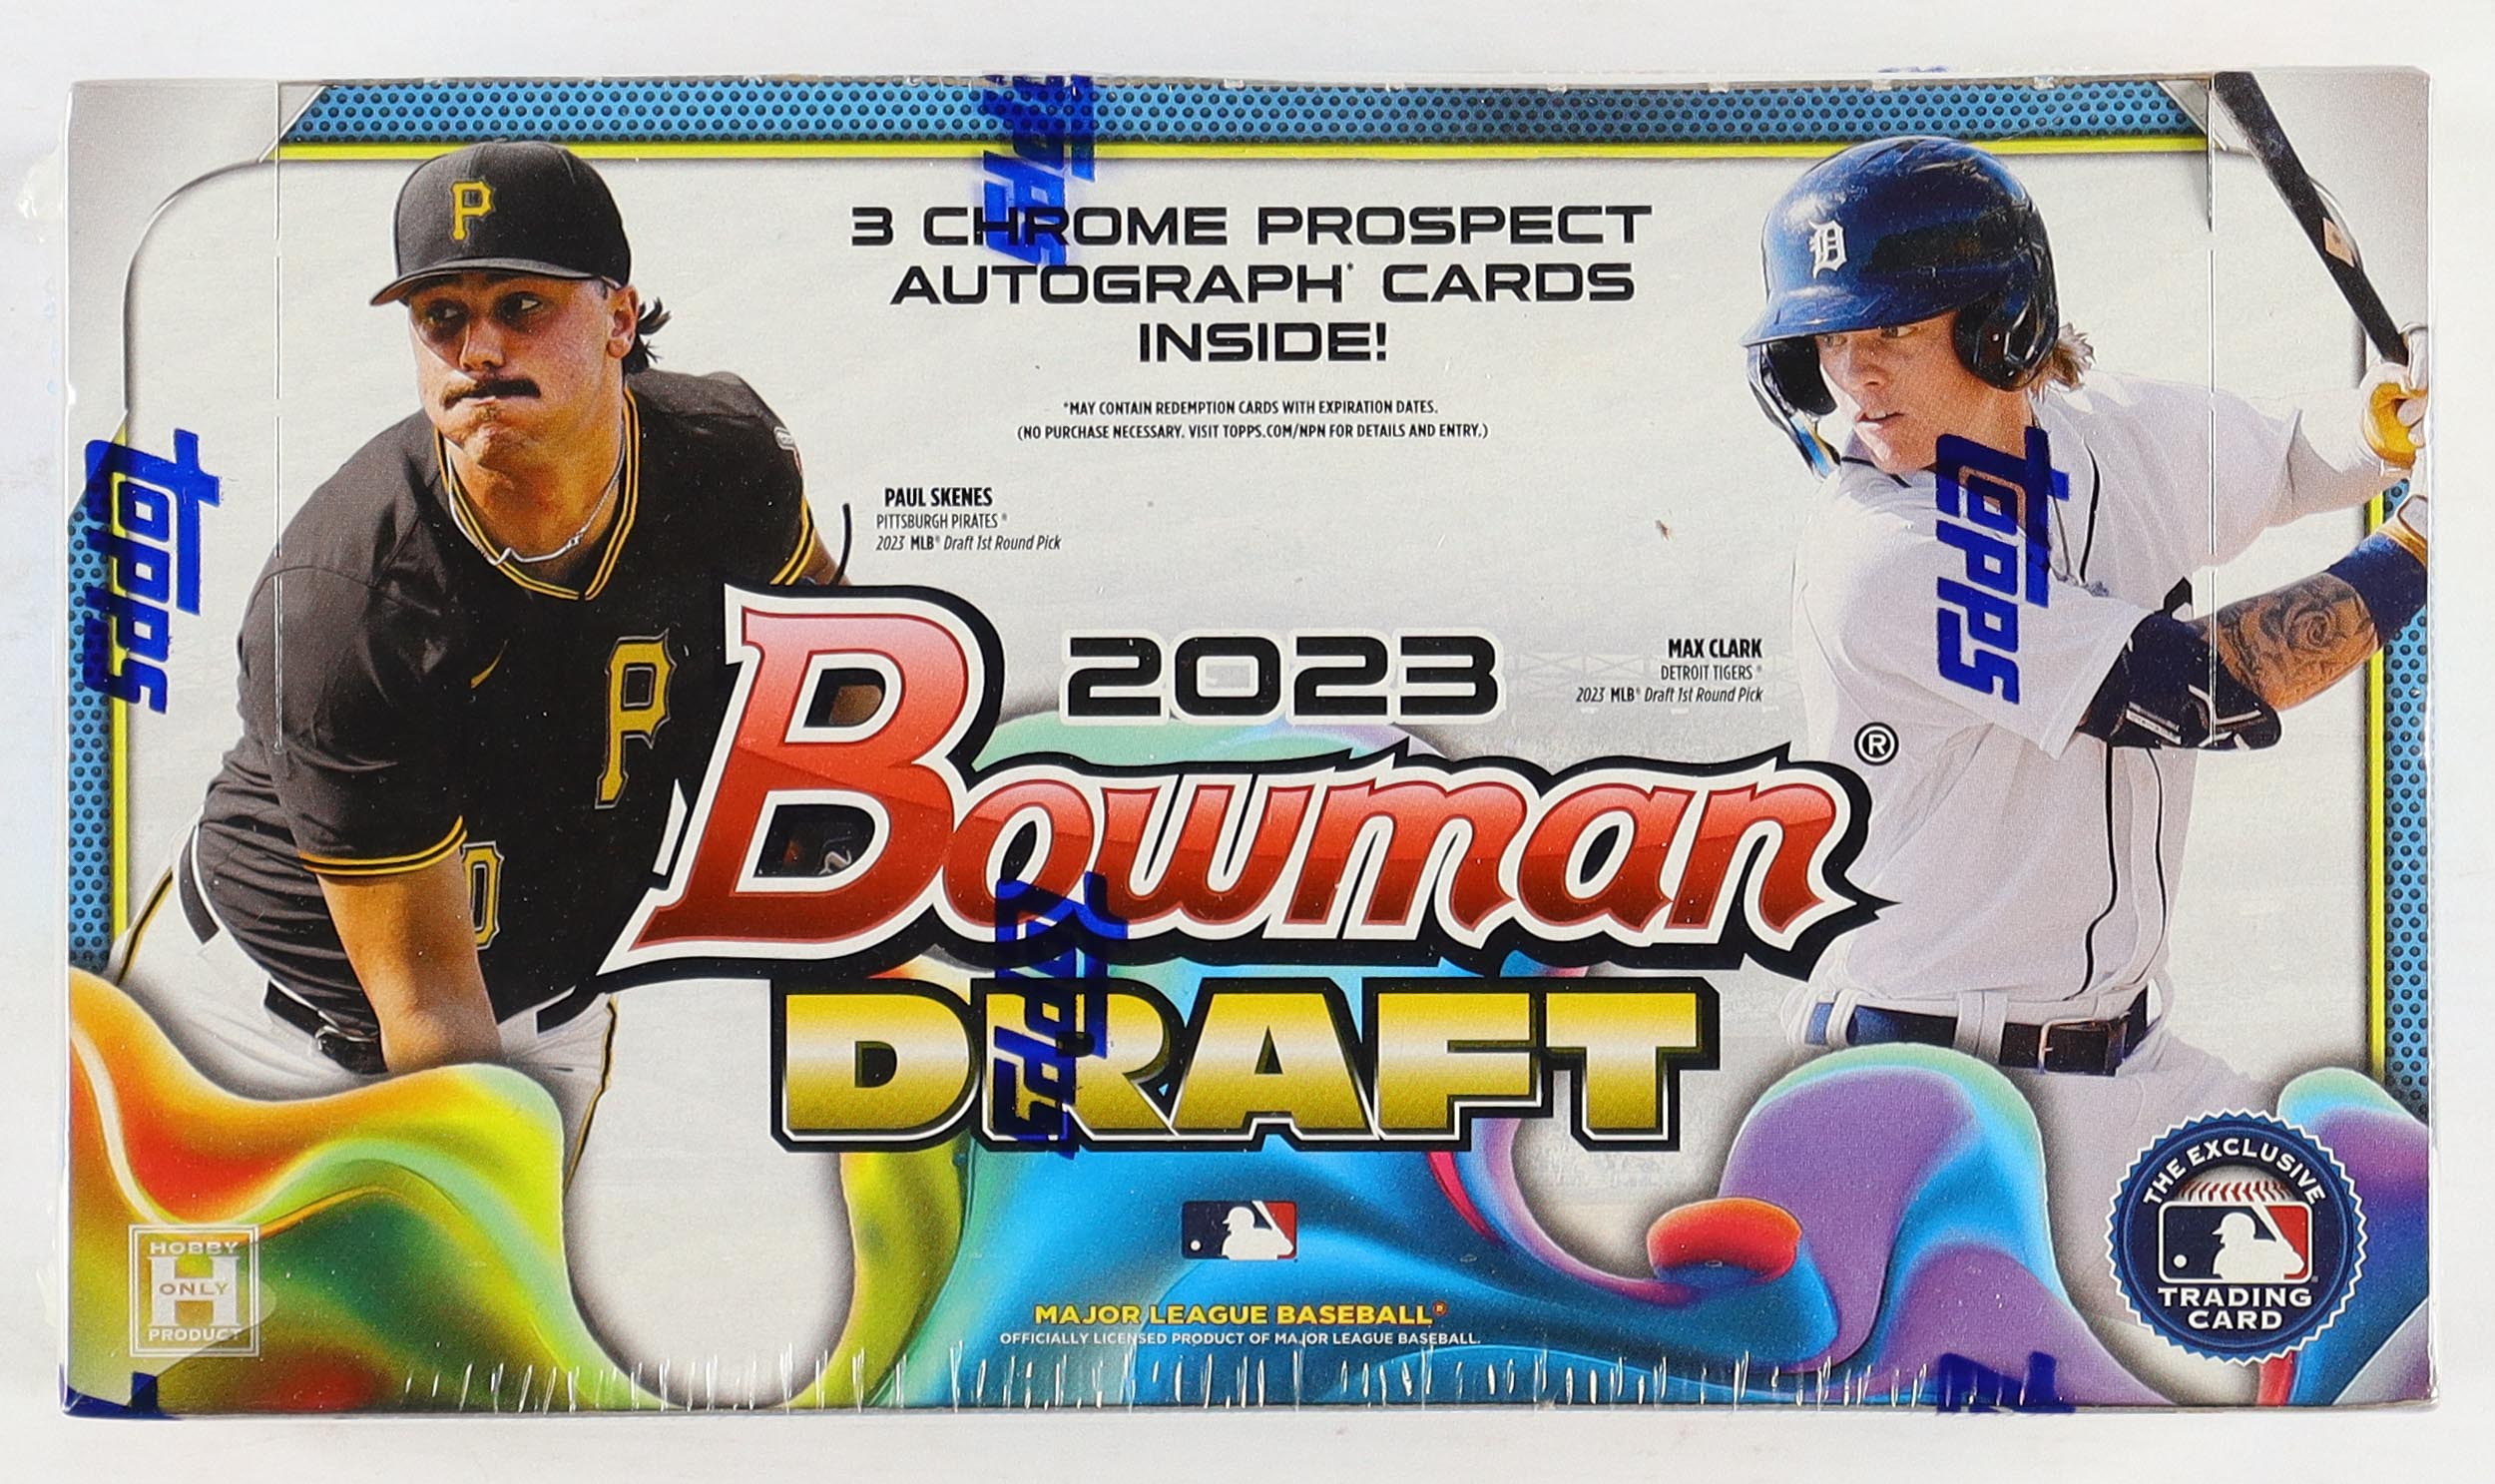 3 CHROME PROSPECT
AUTOGRAPH* CARDS
INSIDE!
*MAY CONTAIN REDEMPTION CARDS WITH EXPIRATION DATES.
(NO PURCHASE NECESSARY. VISIT TOPPS.COM/NPN FOR DETAILS AND ENTRY.)
PAUL SKENES
PITTSBURGH PIRATES®
2023 MLB® Draft 1st Round Pick
MAX CLARK
DETROIT TIGERS®
2023 MLB® Draft 1st Round Pick
2023
Bowman®
DRAFT
P
P
D
0
topps
topps
topps
topps
HOBBY
H
ONLY
PRODUCT
MAJOR LEAGUE BASEBALL®
OFFICIALLY LICENSED PRODUCT OF MAJOR LEAGUE BASEBALL.
THE EXCLUSIVE
TRADING
CARD